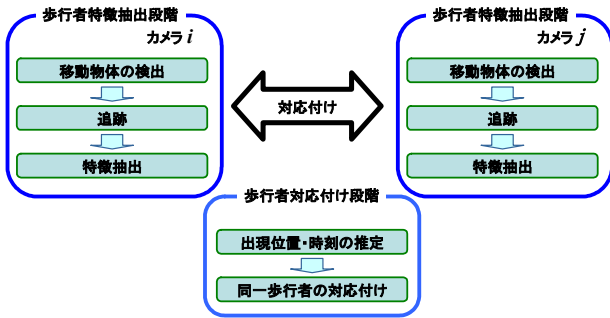 歩行者特徴抽出段階
カメラ i
移動物体の検出
追跡
特徴抽出
対応付け
歩行者特徴抽出段階
カメラ j
移動物体の検出
追跡
特徴抽出
歩行者対応付け段階
出現位置・時刻の推定
同一歩行者の対応付け